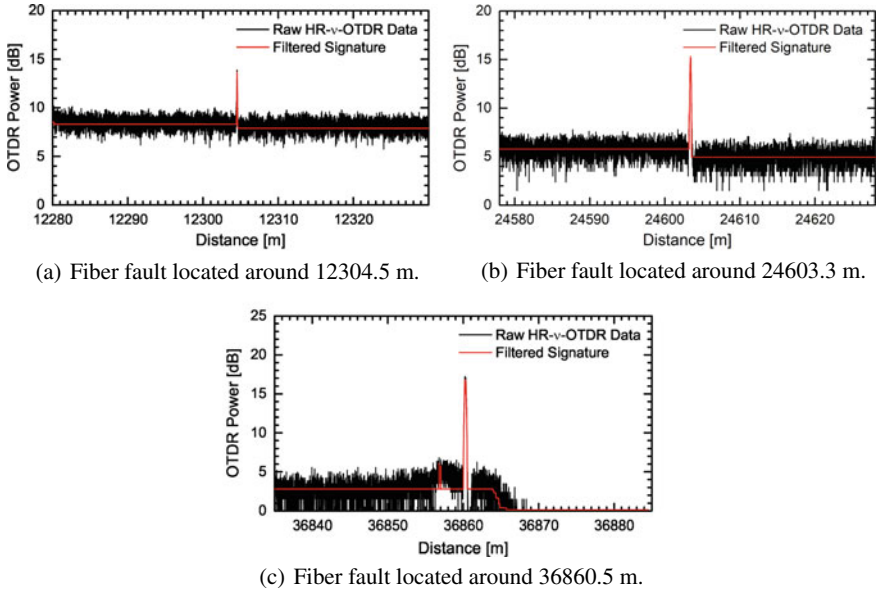 OTDR Power [dB]
20
15
10
5
0
Raw HR-ν-OTDR Data
Filtered Signature
12280 12290 12300 12310 12320
Distance [m]
(a) Fiber fault located around 12304.5 m.
OTDR Power [dB]
20
15
10
5
0
Raw HR-ν-OTDR Data
Filtered Signature
24580 24590 24600 24610 24620
Distance [m]
(b) Fiber fault located around 24603.3 m.
OTDR Power [dB]
25
20
15
10
5
0
Raw HR-ν-OTDR Data
Filtered Signature
36840 36850 36860 36870 36880
Distance [m]
(c) Fiber fault located around 36860.5 m.